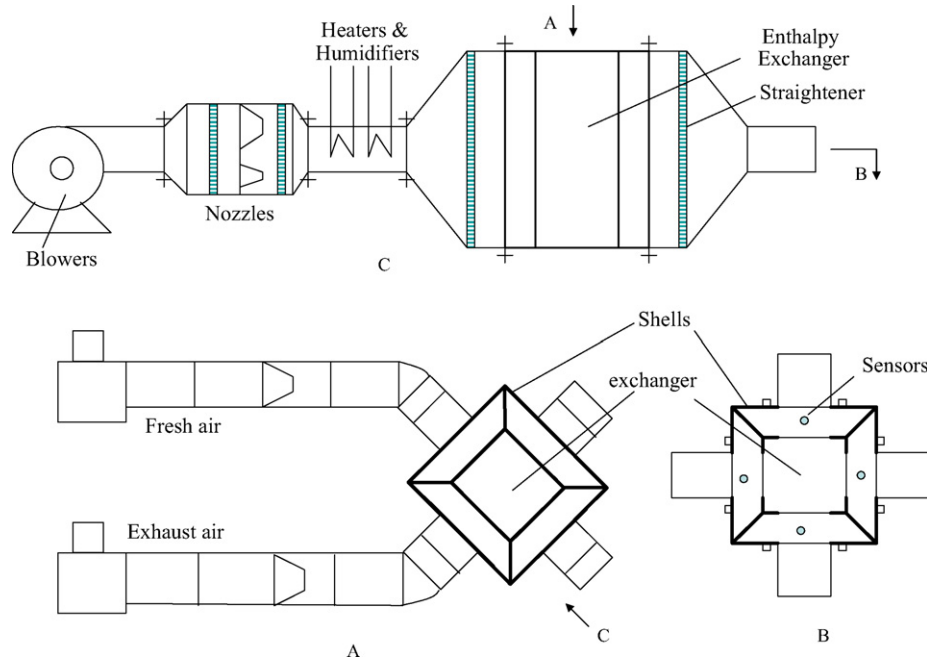 Heaters &
Humidifiers
A
Enthalpy
Exchanger
Straightener
B
Nozzles
Blowers
C
Shells
Sensors
exchanger
Fresh air
Exhaust air
C
A
B